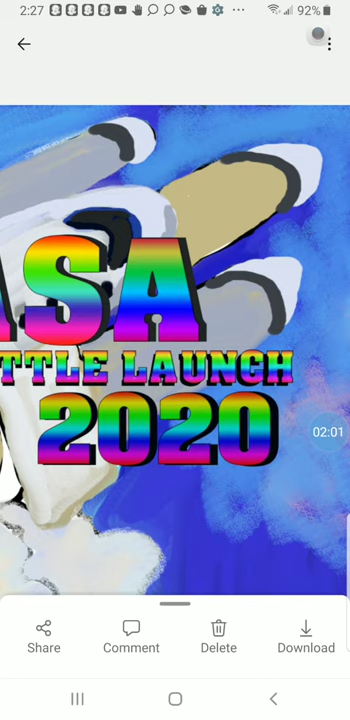 2:27
92%
ASA
TTLE LAUNCH
2020
02:01
Share
Comment
Delete
Download